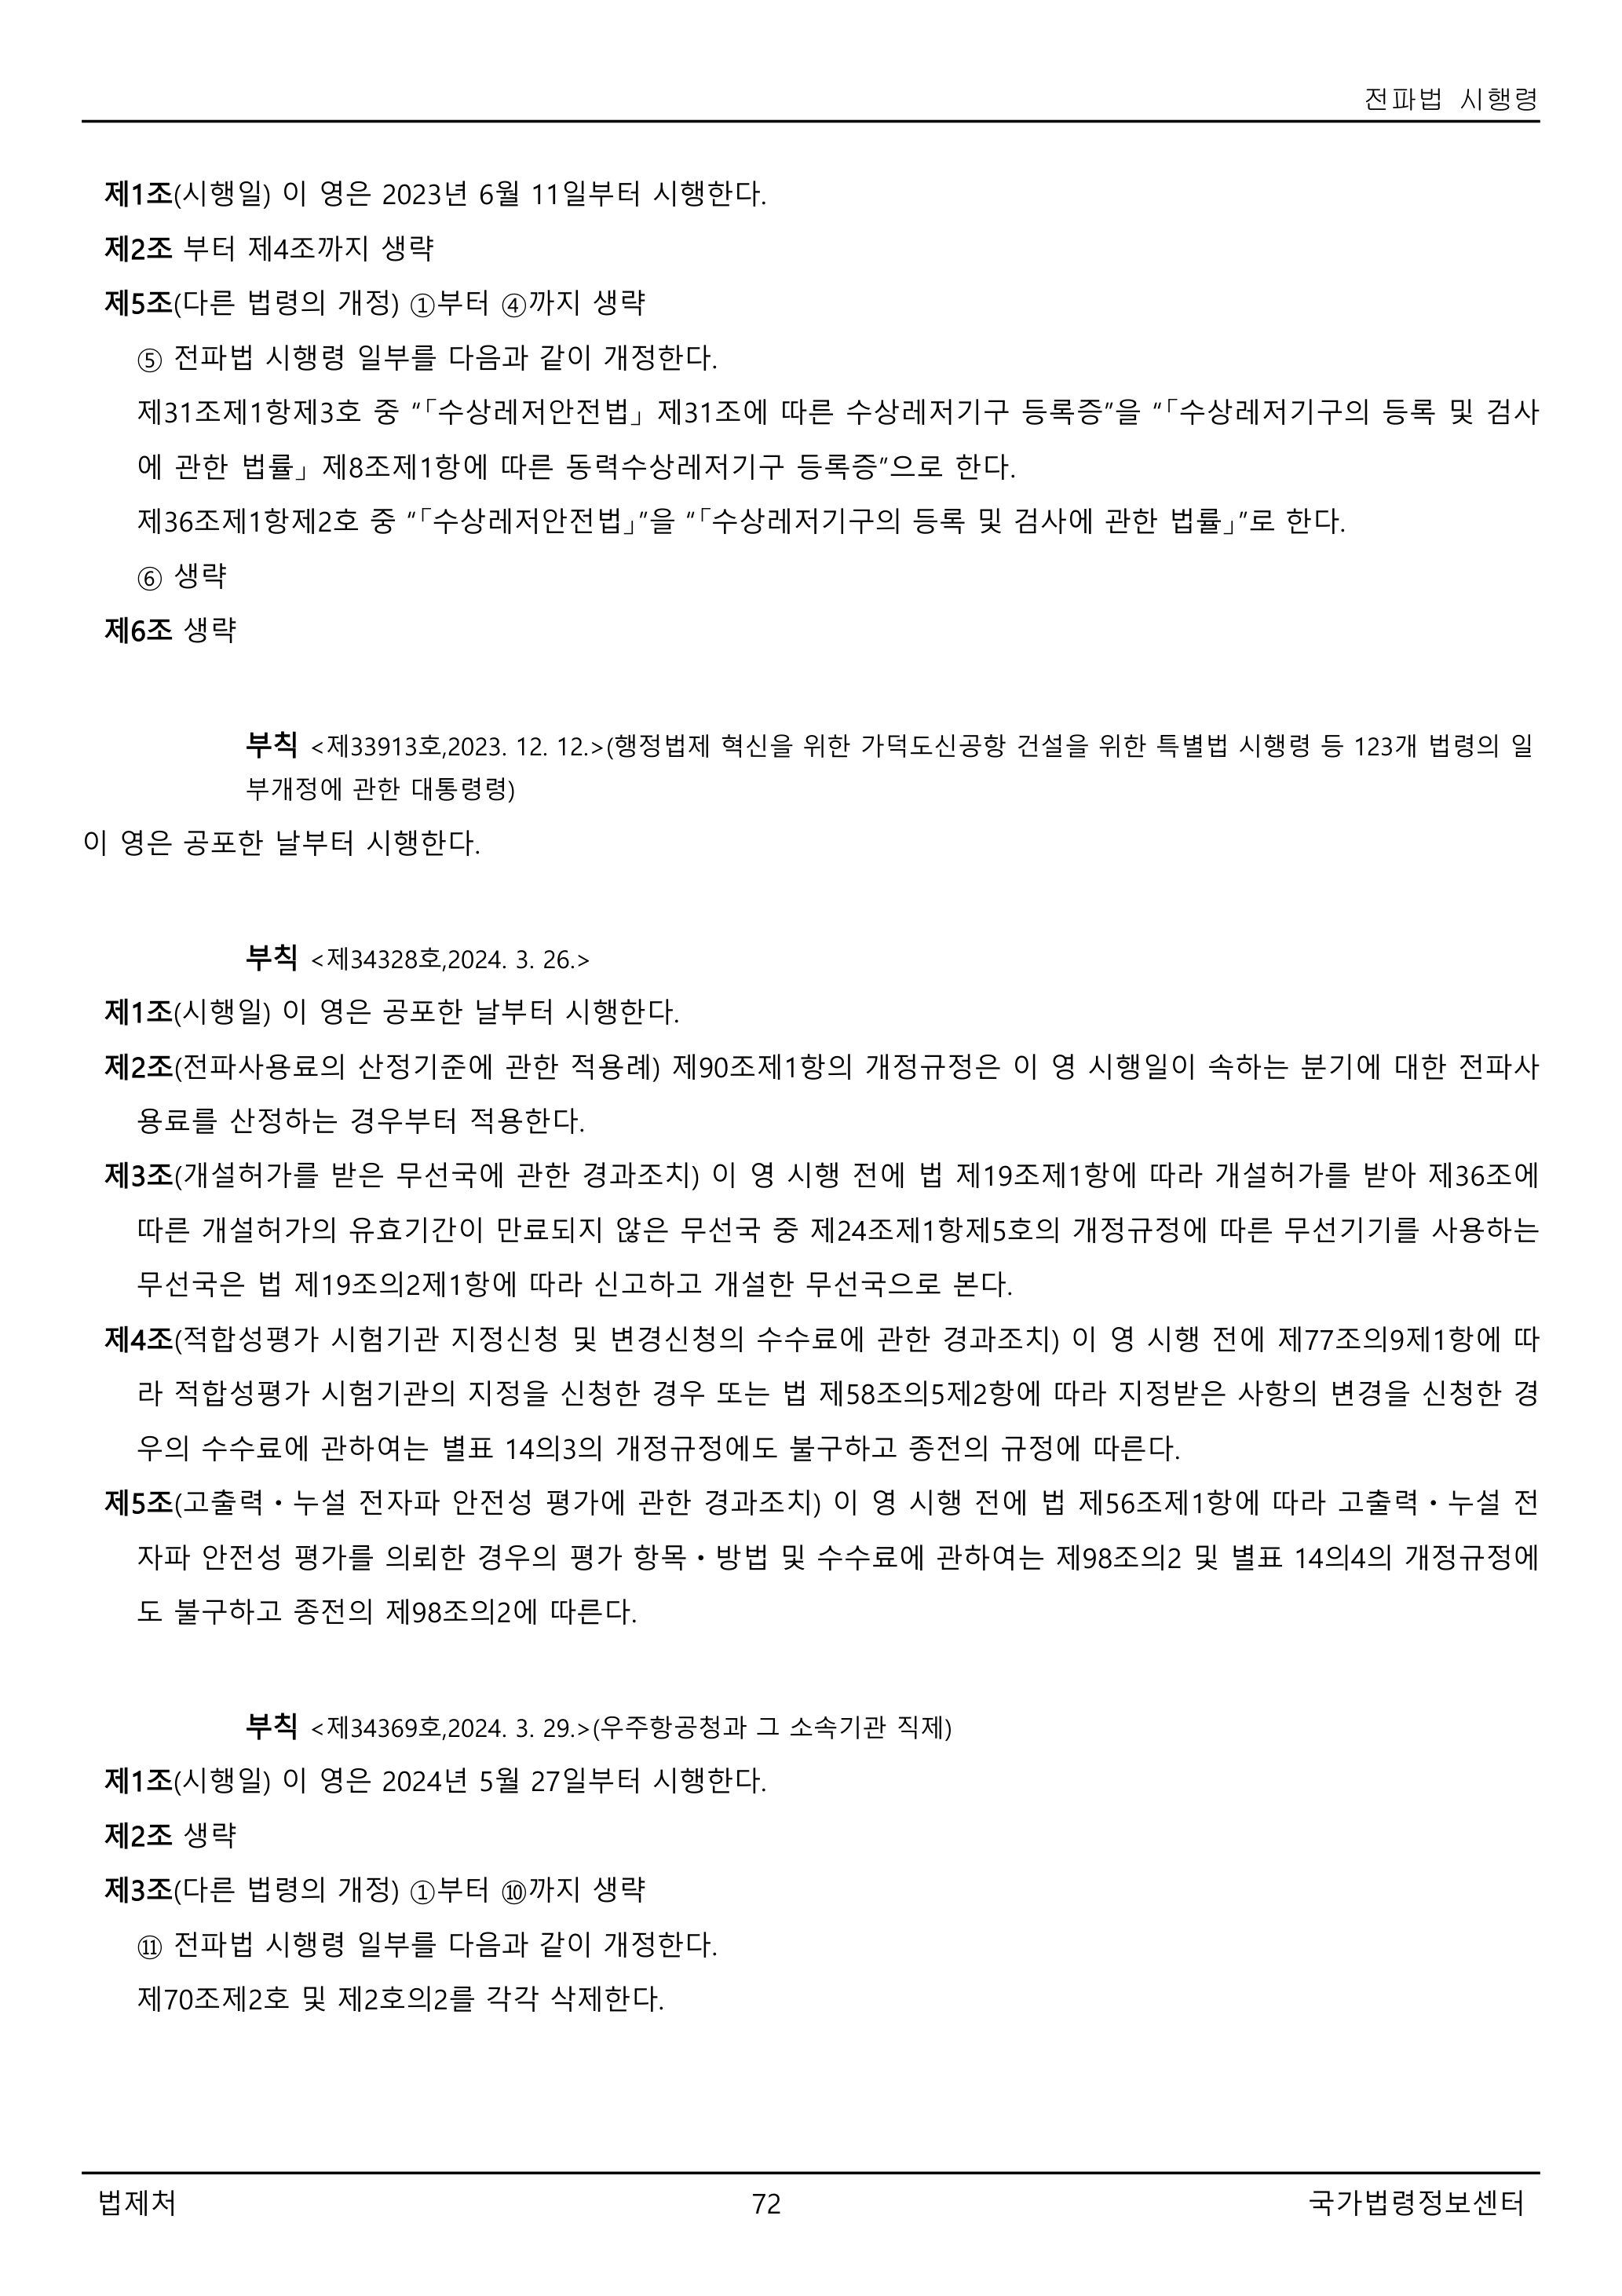 전파법 시행령
제1조(시행일) 이 영은 2023년 6월 11일부터 시행한다.
제2조 부터 제4조까지 생략
제5조(다른 법령의 개정) ①부터 ④까지 생략
⑤ 전파법 시행령 일부를 다음과 같이 개정한다.
제31조제1항제3호 중 “「수상레저안전법」 제31조에 따른 수상레저기구 등록증”을 “「수상레저기구의 등록 및 검사
에 관한 법률」 제8조제1항에 따른 동력수상레저기구 등록증”으로 한다.
제36조제1항제2호 중 “「수상레저안전법」”을 “「수상레저기구의 등록 및 검사에 관한 법률」”로 한다.
⑥ 생략
제6조 생략
부칙 <제33913호,2023. 12. 12.>(행정법제 혁신을 위한 가덕도신공항 건설을 위한 특별법 시행령 등 123개 법령의 일
부개정에 관한 대통령령)
이 영은 공포한 날부터 시행한다.
부칙 <제34328호,2024. 3. 26.>
제1조(시행일) 이 영은 공포한 날부터 시행한다.
제2조(전파사용료의 산정기준에 관한 적용례) 제90조제1항의 개정규정은 이 영 시행일이 속하는 분기에 대한 전파사
용료를 산정하는 경우부터 적용한다.
제3조(개설허가를 받은 무선국에 관한 경과조치) 이 영 시행 전에 법 제19조제1항에 따라 개설허가를 받아 제36조에
따른 개설허가의 유효기간이 만료되지 않은 무선국 중 제24조제1항제5호의 개정규정에 따른 무선기기를 사용하는
무선국은 법 제19조의2제1항에 따라 신고하고 개설한 무선국으로 본다.
제4조(적합성평가 시험기관 지정신청 및 변경신청의 수수료에 관한 경과조치) 이 영 시행 전에 제77조의9제1항에 따
라 적합성평가 시험기관의 지정을 신청한 경우 또는 법 제58조의5제2항에 따라 지정받은 사항의 변경을 신청한 경
우의 수수료에 관하여는 별표 14의3의 개정규정에도 불구하고 종전의 규정에 따른다.
제5조(고출력ㆍ누설 전자파 안전성 평가에 관한 경과조치) 이 영 시행 전에 법 제56조제1항에 따라 고출력ㆍ누설 전
자파 안전성 평가를 의뢰한 경우의 평가 항목ㆍ방법 및 수수료에 관하여는 제98조의2 및 별표 14의4의 개정규정에
도 불구하고 종전의 제98조의2에 따른다.
부칙 <제34369호,2024. 3. 29.>(우주항공청과 그 소속기관 직제)
제1조(시행일) 이 영은 2024년 5월 27일부터 시행한다.
제2조 생략
제3조(다른 법령의 개정) ①부터 ⑩까지 생략
⑪ 전파법 시행령 일부를 다음과 같이 개정한다.
제70조제2호 및 제2호의2를 각각 삭제한다.
법제처 72 국가법령정보센터